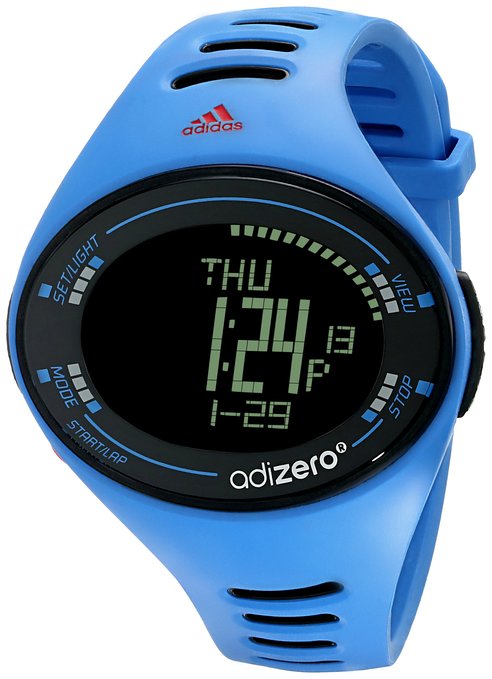 adidas
SET/LIGHT
VIEW
THU
1:24
13
P
1-29
MODE
STOP
START/LAP
adizero®